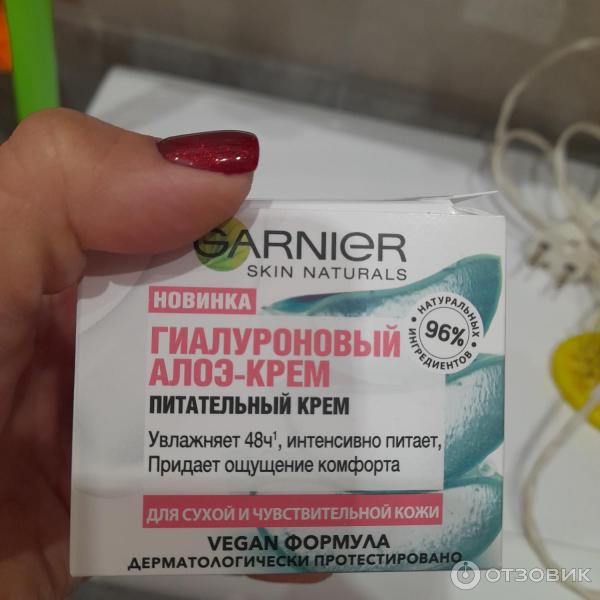 GARNIER
SKIN NATURALS
НОВИНКА
ГИАЛУРОНОВЫЙ
АЛОЭ-КРЕМ
ПИТАТЕЛЬНЫЙ КРЕМ
96%
НАТУРАЛЬНЫХ
ИНГРЕДИЕНТОВ
Увлажняет 48ч¹, интенсивно питает,
Придает ощущение комфорта
ДЛЯ СУХОЙ И ЧУВСТВИТЕЛЬНОЙ КОЖИ
VEGAN ФОРМУЛА
ДЕРМАТОЛОГИЧЕСКИ ПРОТЕСТИРОВАНО
ОТЗОВИК